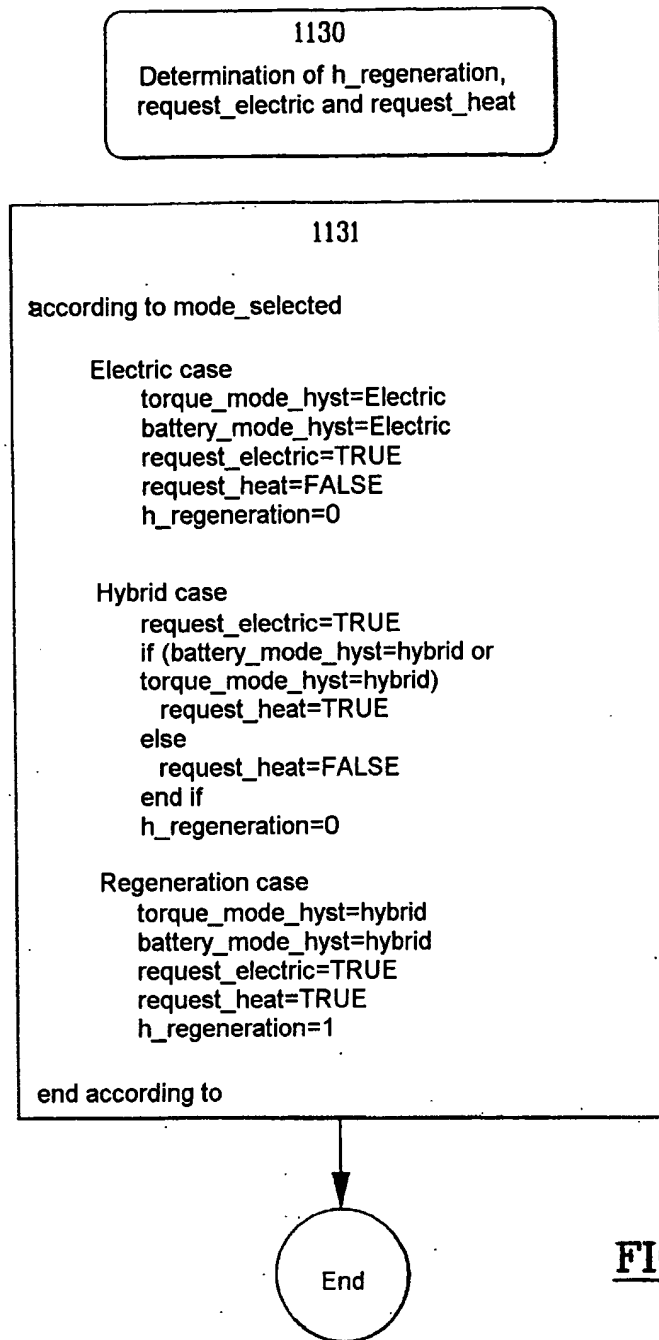 1130
Determination of h_regeneration,
request_electric and request_heat
1131
according to mode_selected
Electric case
torque_mode_hyst=Electric
battery_mode_hyst=Electric
request_electric=TRUE
request_heat=FALSE
h_regeneration=0
Hybrid case
request_electric=TRUE
if (battery_mode_hyst=hybrid or
torque_mode_hyst=hybrid)
request_heat=TRUE
else
request_heat=FALSE
end if
h_regeneration=0
Regeneration case
torque_mode_hyst=hybrid
battery_mode_hyst=hybrid
request_electric=TRUE
request_heat=TRUE
h_regeneration=1
end according to
End